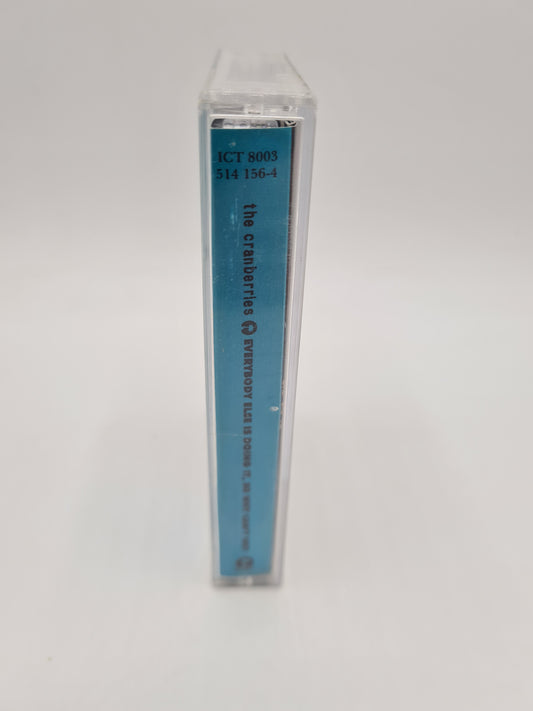 ICT 8003
514 156-4
the cranberries EVERYBODY ELSE IS DOING IT, SO WHY CAN'T WE?